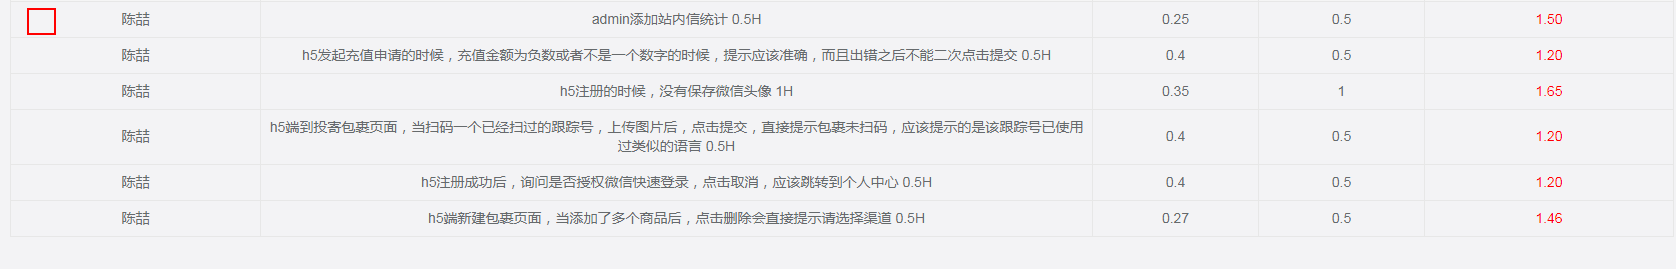 陈喆 admin添加站内信统计 0.5H 0.25 0.5 1.50
陈喆 h5发起充值申请的时候，充值金额为负数或者不是一个数字的时候，提示应该准确，而且出错之后不能二次点击提交 0.5H 0.4 0.5 1.20
陈喆 h5注册的时候，没有保存微信头像 1H 0.35 1 1.65
陈喆 h5端到投寄包裹页面，当扫码一个已经扫过的跟踪号，上传图片后，点击提交，直接提示包裹未扫码，应该提示的是该跟踪号已使用
过类似的语言 0.5H 0.4 0.5 1.20
陈喆 h5注册成功后，询问是否授权微信快速登录，点击取消，应该跳转到个人中心 0.5H 0.4 0.5 1.20
陈喆 h5端新建包裹页面，当添加了多个商品后，点击删除会直接提示请选择渠道 0.5H 0.27 0.5 1.46